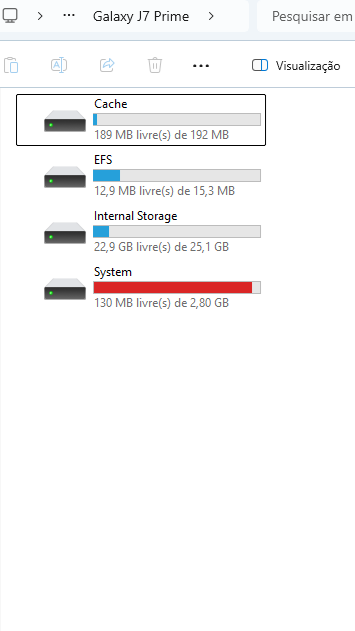 ··· Galaxy J7 Prime Pesquisar em
··· Visualização
Cache
189 MB livre(s) de 192 MB
EFS
12,9 MB livre(s) de 15,3 MB
Internal Storage
22,9 GB livre(s) de 25,1 GB
System
130 MB livre(s) de 2,80 GB